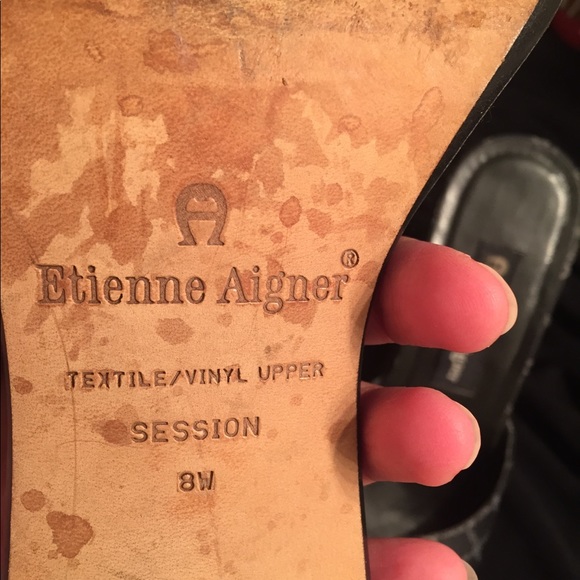 Etienne Aigner®
TEXTILE/VINYL UPPER
SESSION
8W